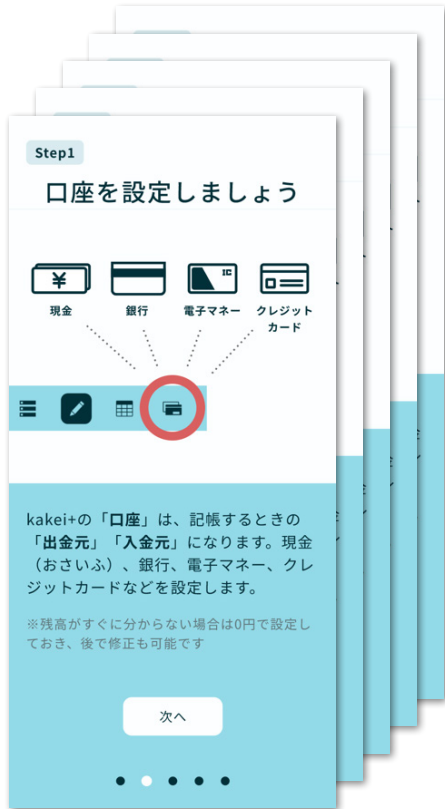 Step1
口座を設定しましょう
¥
IC
現金
銀行
電子マネー
クレジット
カード
kakei+の「口座」は、記帳するときの
「出金元」「入金元」になります。現金
（おさいふ）、銀行、電子マネー、クレ
ジットカードなどを設定します。
※残高がすぐに分からない場合は0円で設定し
ておき、後で修正も可能です
次へ